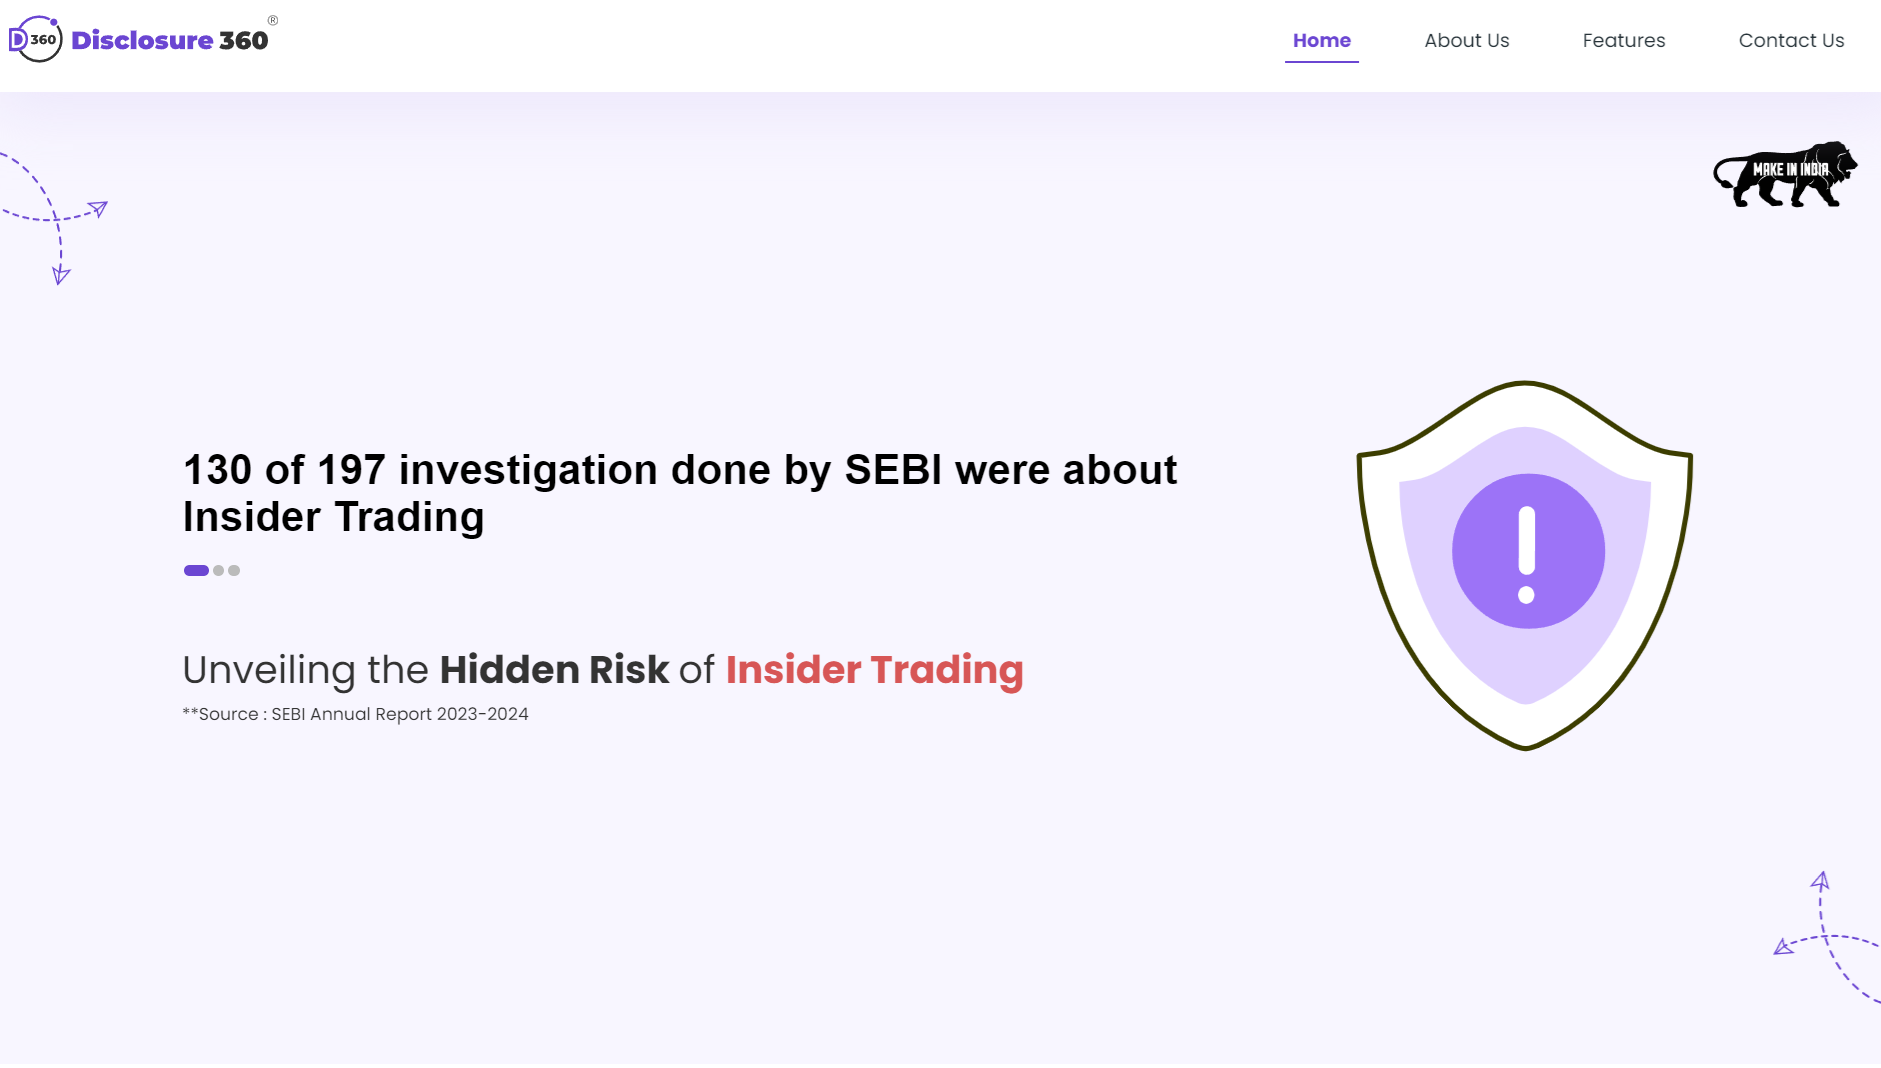 D 360 Disclosure 360 ®
Home About Us Features Contact Us
MAKE IN INDIA
130 of 197 investigation done by SEBI were about
Insider Trading
Unveiling the Hidden Risk of Insider Trading
**Source : SEBI Annual Report 2023-2024